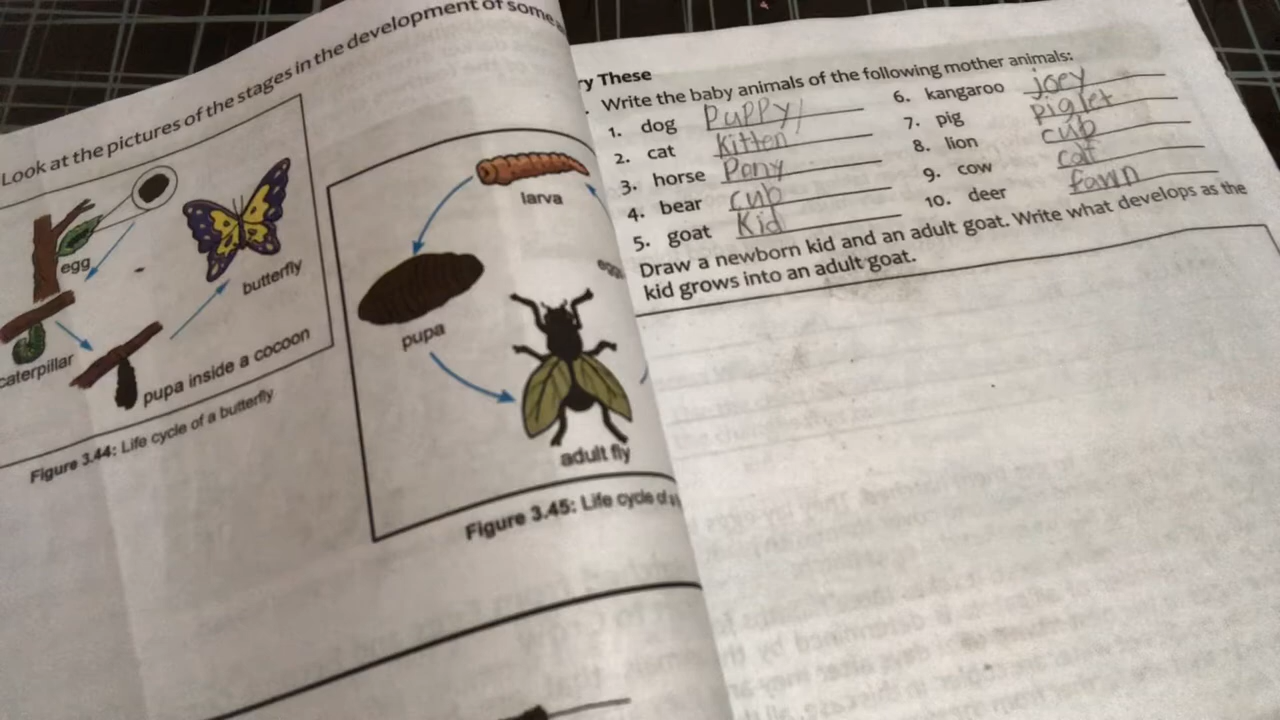 Look at the pictures of the stages in the development of some
egg
butterfly
caterpillar
pupa inside a cocoon
Figure 3.44: Life cycle of a butterfly
larva
pupa
adult fly
Figure 3.45: Life cycle of a
ry These
Write the baby animals of the following mother animals:
1. dog Puppy
2. cat Kitten
3. horse Pony
4. bear cub
5. goat Kid
6. kangaroo joey
7. pig piglet
8. lion cub
9. cow calf
10. deer fawn
Draw a newborn kid and an adult goat. Write what develops as the
kid grows into an adult goat.